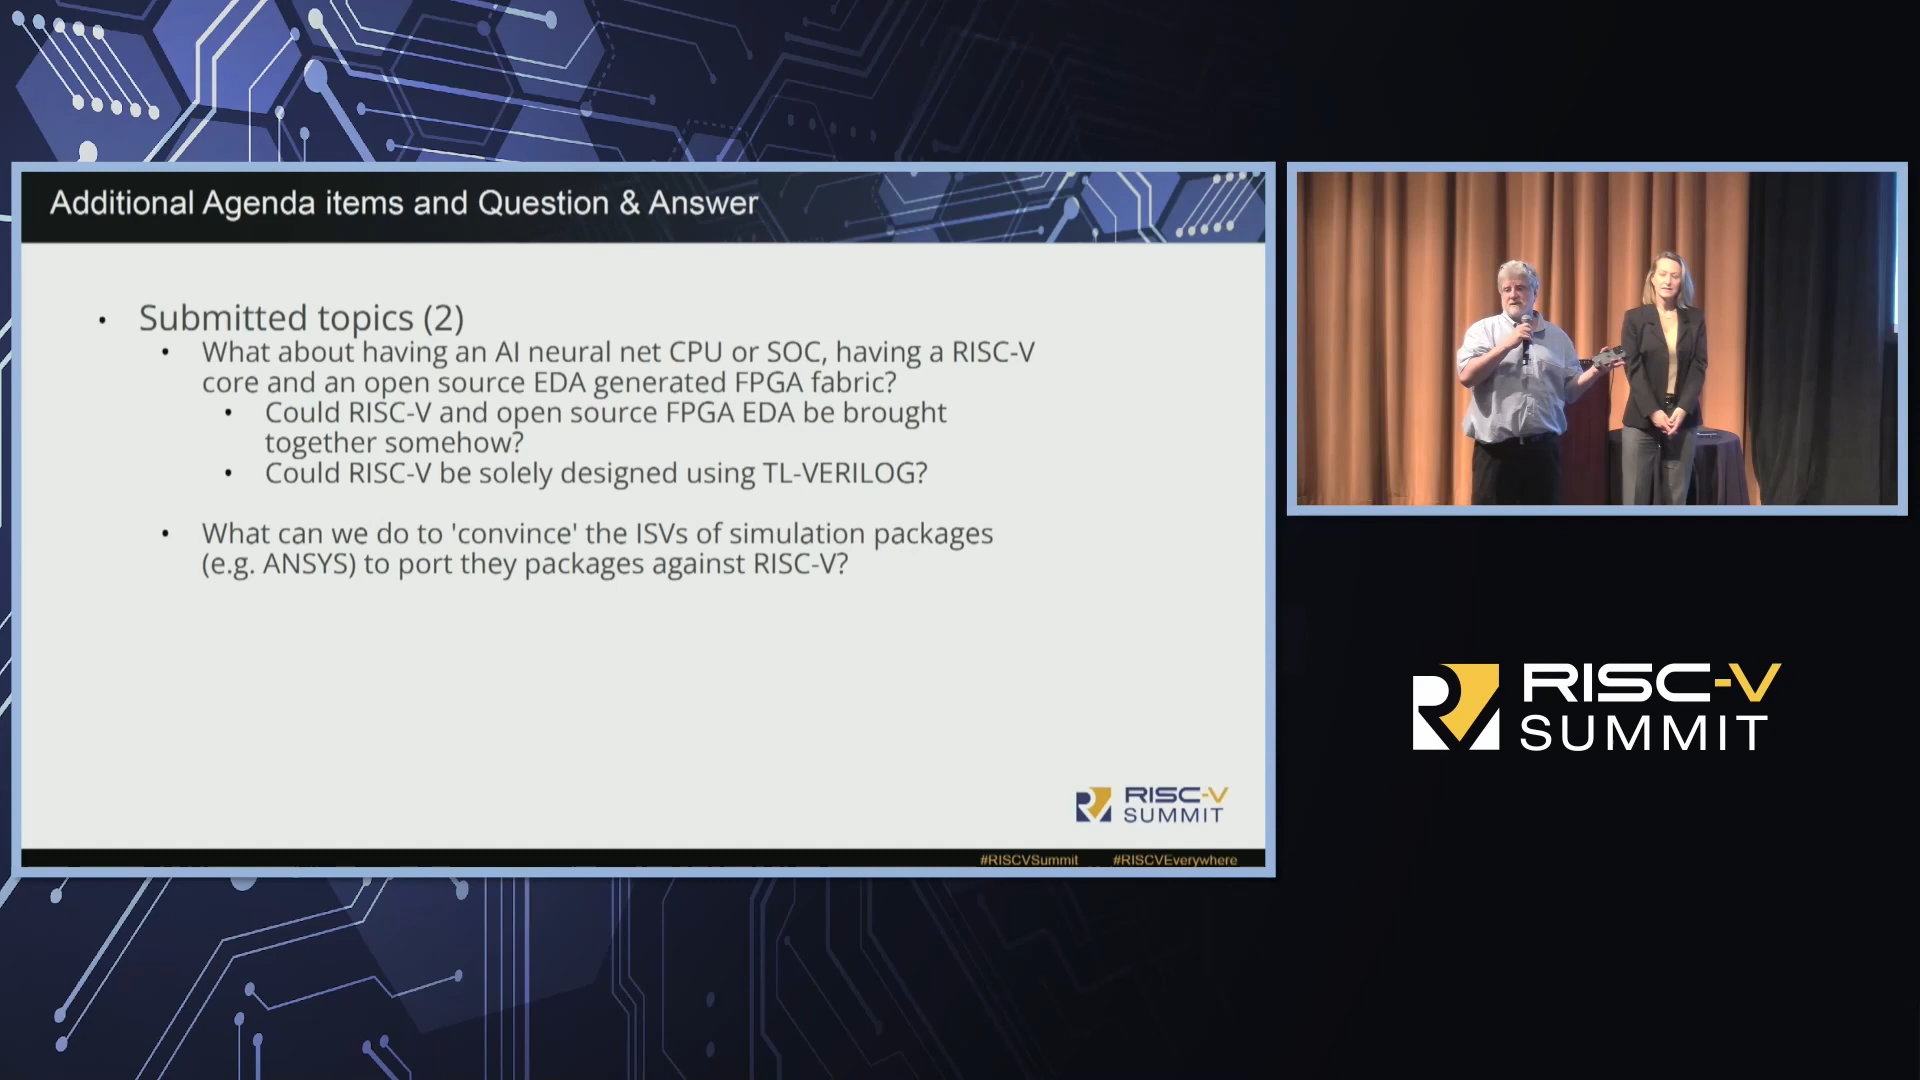 Additional Agenda items and Question & Answer
• Submitted topics (2)
• What about having an AI neural net CPU or SOC, having a RISC-V
core and an open source EDA generated FPGA fabric?
• Could RISC-V and open source FPGA EDA be brought
together somehow?
• Could RISC-V be solely designed using TL-VERILOG?
• What can we do to 'convince' the ISVs of simulation packages
(e.g. ANSYS) to port they packages against RISC-V?
RISC-V
SUMMIT
#RISCVSummit #RISCVEverywhere
RISC-V
SUMMIT